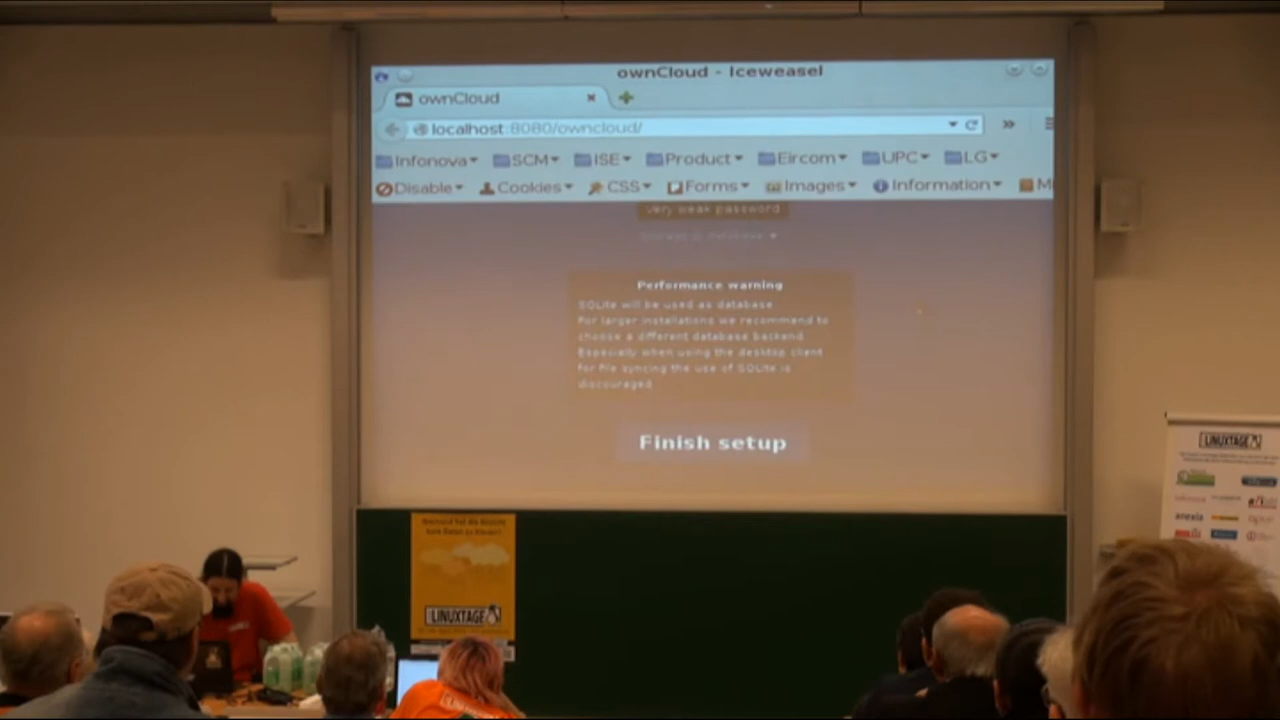 ownCloud - Iceweasel
ownCloud
localhost:8080/owncloud/
Infonova SCM ISE Product Eircom UPC LG
Disable Cookies CSS Forms Images Information
Very weak password
Storage & database
Performance warning
SQLite will be used as database.
For larger installations we recommend to
choose a different database backend.
Especially when using the desktop client
for file syncing the use of SQLite is
discouraged.
Finish setup
LINUXTAGE
LINUXTAGE
anexia